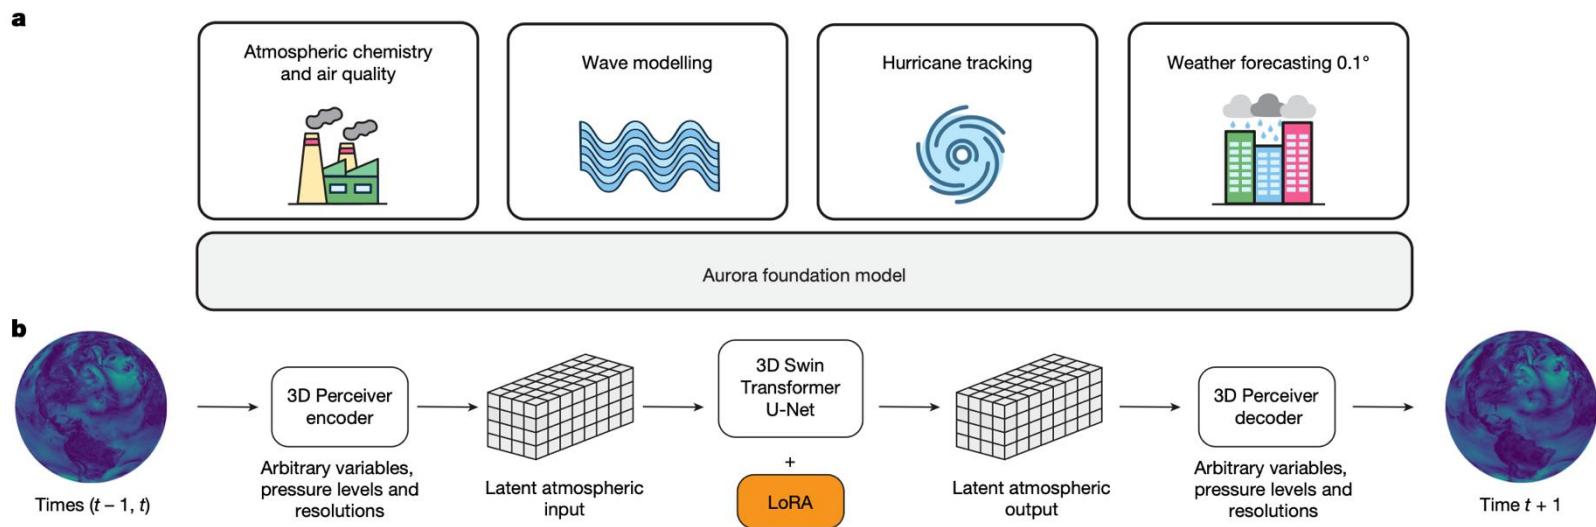 a
Atmospheric chemistry
and air quality
Wave modelling
Hurricane tracking
Weather forecasting 0.1°
Aurora foundation model
b
Times (t – 1, t)
3D Perceiver
encoder
Arbitrary variables,
pressure levels and
resolutions
Latent atmospheric
input
3D Swin
Transformer
U-Net
+
LoRA
Latent atmospheric
output
3D Perceiver
decoder
Arbitrary variables,
pressure levels and
resolutions
Time t + 1